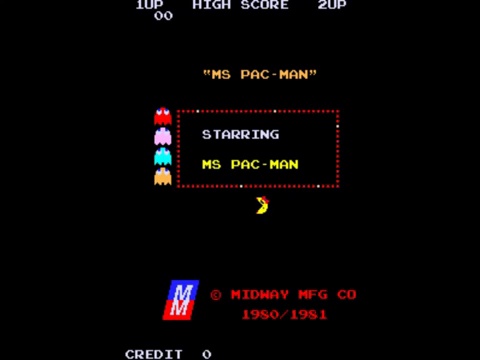 1UP HIGH SCORE 2UP
00
"MS PAC-MAN"
STARRING
MS PAC-MAN
MM
© MIDWAY MFG CO
1980/1981
CREDIT 0